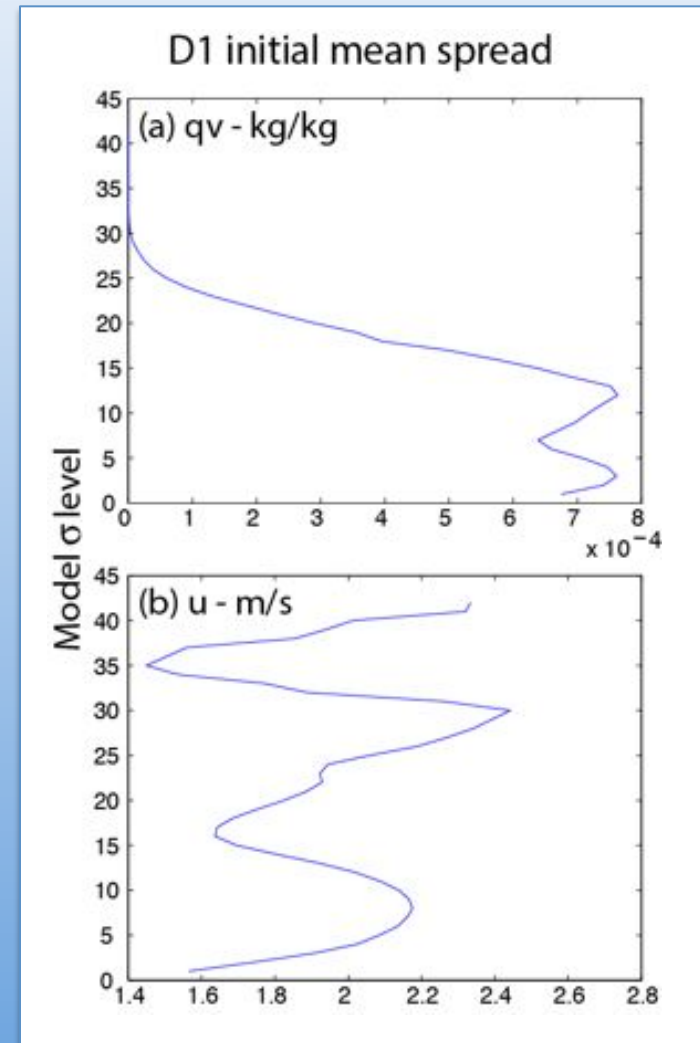 D1 initial mean spread
(a) qv - kg/kg
45
40
35
30
25
20
15
10
5
0
0 1 2 3 4 5 6 7 8
x 10⁻⁴
Model σ level
(b) u - m/s
45
40
35
30
25
20
15
10
5
0
1.4 1.6 1.8 2 2.2 2.4 2.6 2.8